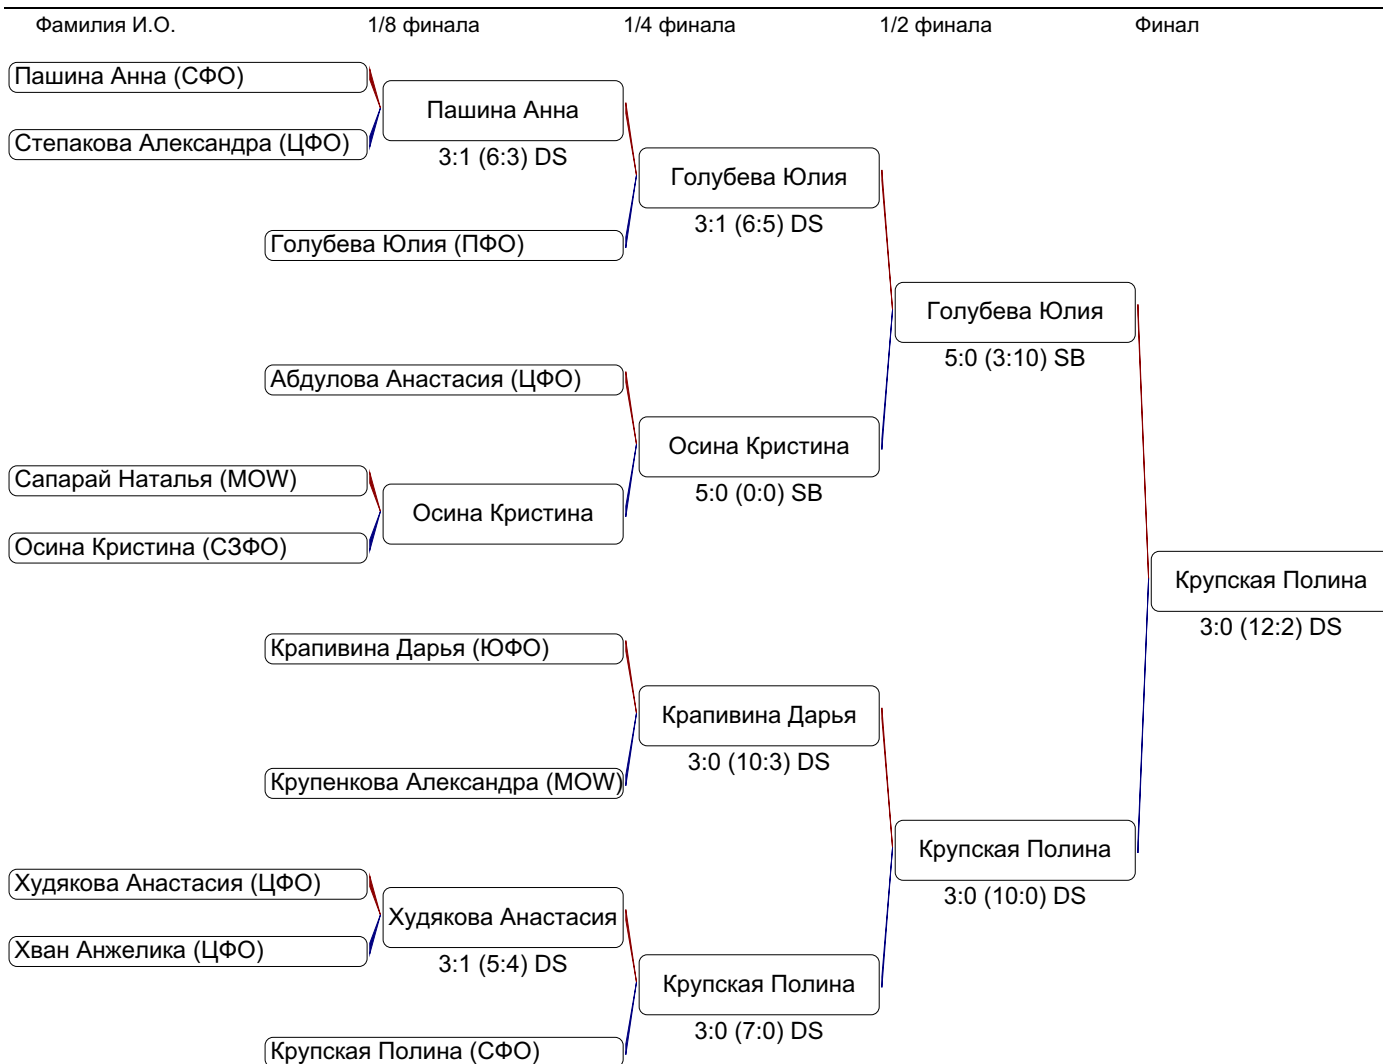 Фамилия И.О. 1/8 финала 1/4 финала 1/2 финала Финал
Пашина Анна (СФО)
Пашина Анна
Степакова Александра (ЦФО)
3:1 (6:3) DS
Голубева Юлия
3:1 (6:5) DS
Голубева Юлия (ПФО)
Голубева Юлия
5:0 (3:10) SB
Абдулова Анастасия (ЦФО)
Осина Кристина
Сапарай Наталья (MOW)
5:0 (0:0) SB
Осина Кристина
Осина Кристина (СЗФО)
Крупская Полина
3:0 (12:2) DS
Крапивина Дарья (ЮФО)
Крапивина Дарья
3:0 (10:3) DS
Крупенкова Александра (MOW)
Крупская Полина
Худякова Анастасия (ЦФО)
3:0 (10:0) DS
Худякова Анастасия
Хван Анжелика (ЦФО)
3:1 (5:4) DS
Крупская Полина
3:0 (7:0) DS
Крупская Полина (СФО)